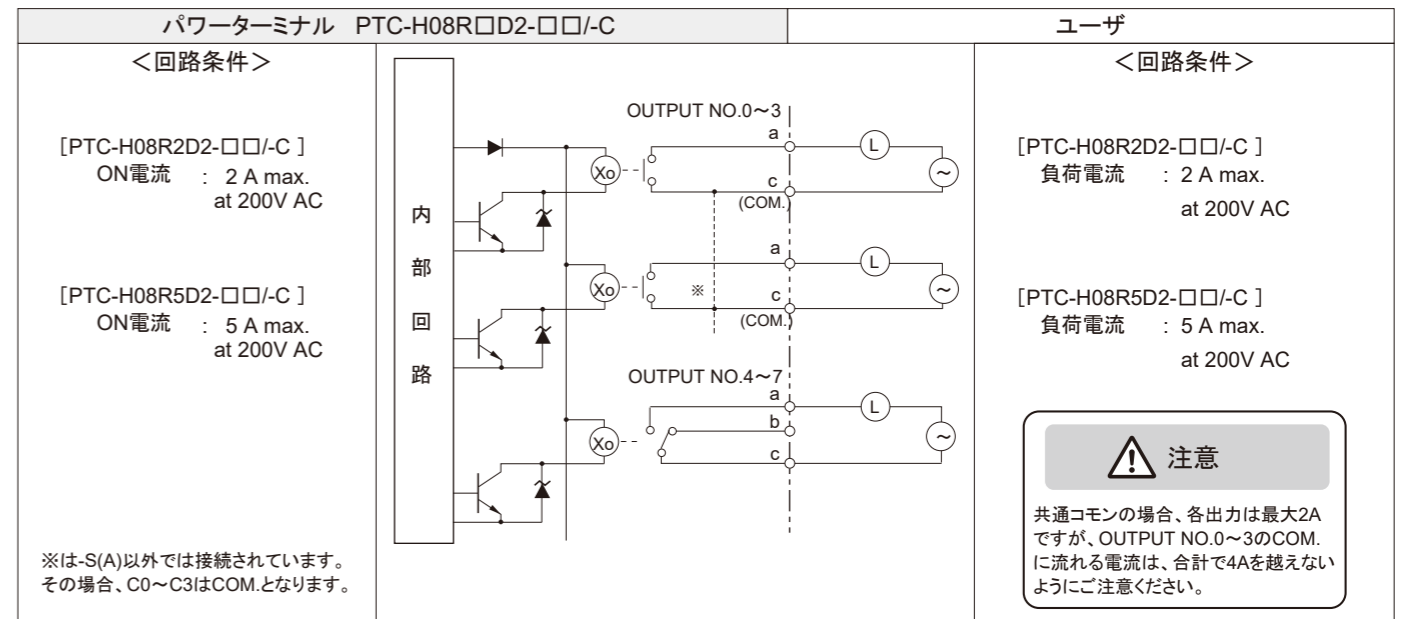 パワーターミナル PTC-H08R□D2-□□/-C
ユーザ
＜回路条件＞
[PTC-H08R2D2-□□/-C ]
ON電流 : 2 A max.
at 200V AC
[PTC-H08R5D2-□□/-C ]
ON電流 : 5 A max.
at 200V AC
※は-S(A)以外では接続されています。
その場合、C0～C3はCOM.となります。
内部回路
OUTPUT NO.0～3
a
L
Xo
～
c
(COM.)
a
L
Xo
※
～
c
(COM.)
OUTPUT NO.4～7
a
L
b
Xo
～
c
＜回路条件＞
[PTC-H08R2D2-□□/-C ]
負荷電流 : 2 A max.
at 200V AC
[PTC-H08R5D2-□□/-C ]
負荷電流 : 5 A max.
at 200V AC
注意
共通コモンの場合、各出力は最大2A
ですが、OUTPUT NO.0～3のCOM.
に流れる電流は、合計で4Aを越えない
ようにご注意ください。